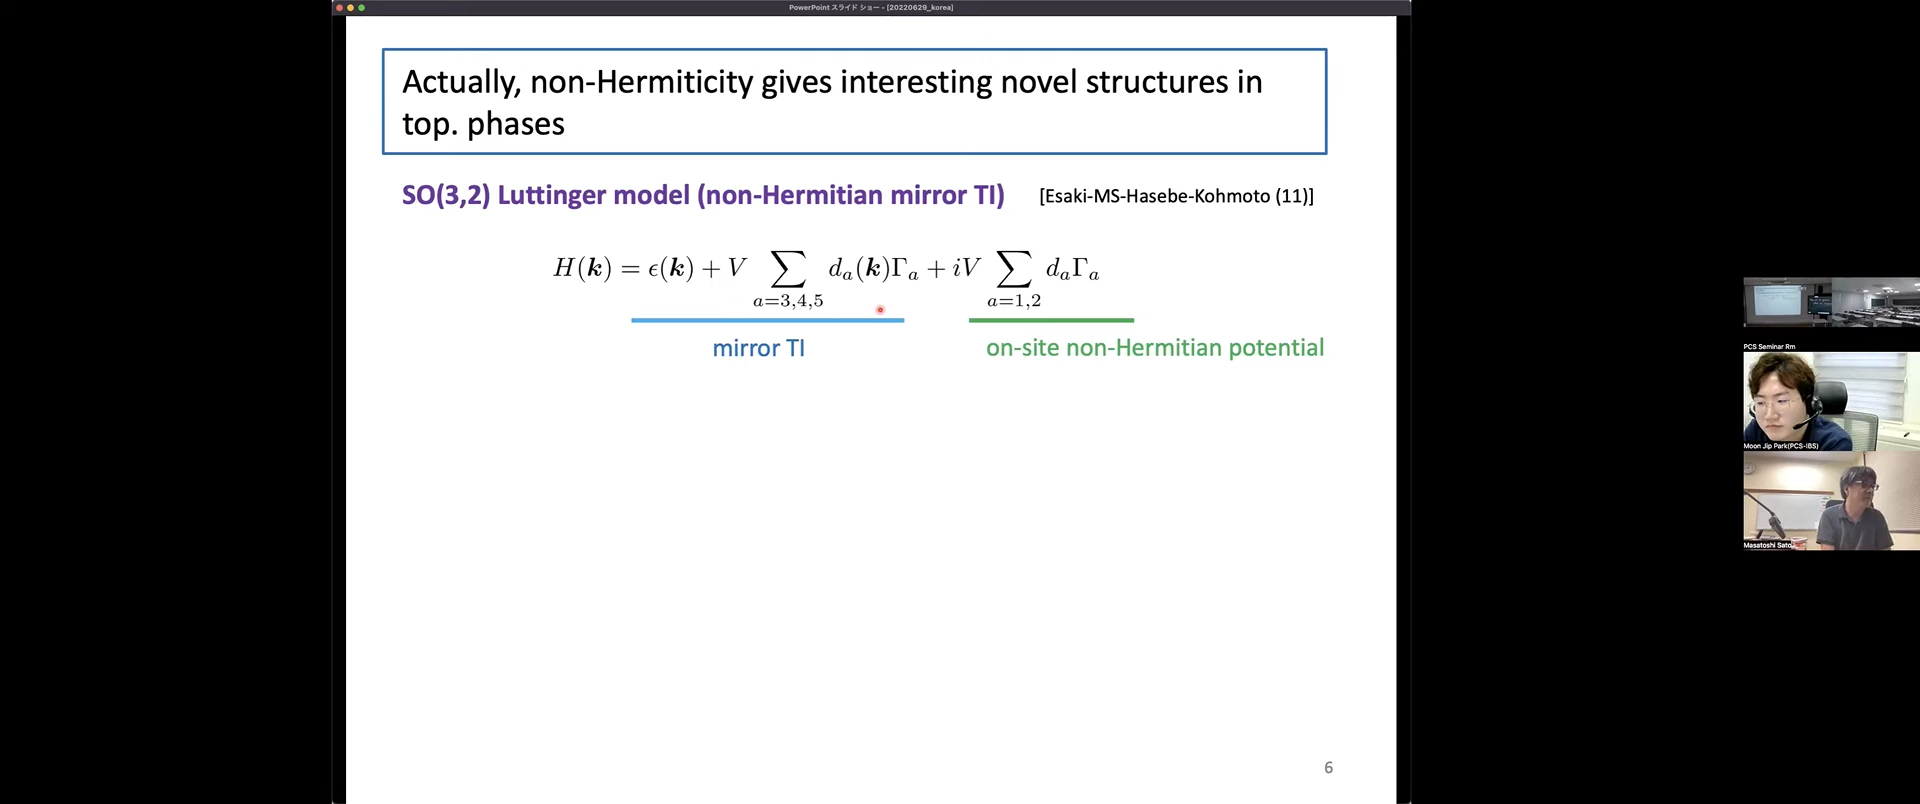 PowerPoint スライド ショー - [20220629_korea]
Actually, non-Hermiticity gives interesting novel structures in
top. phases
SO(3,2) Luttinger model (non-Hermitian mirror TI) [Esaki-MS-Hasebe-Kohmoto (11)]
H(k) = ϵ(k) + V ∑_{a=3,4,5} d_a(k)Γ_a + iV ∑_{a=1,2} d_aΓ_a
mirror TI
on-site non-Hermitian potential
6
PCS Seminar Rm
Moon Jip Park(PCS-IBS)
Masatoshi Sato